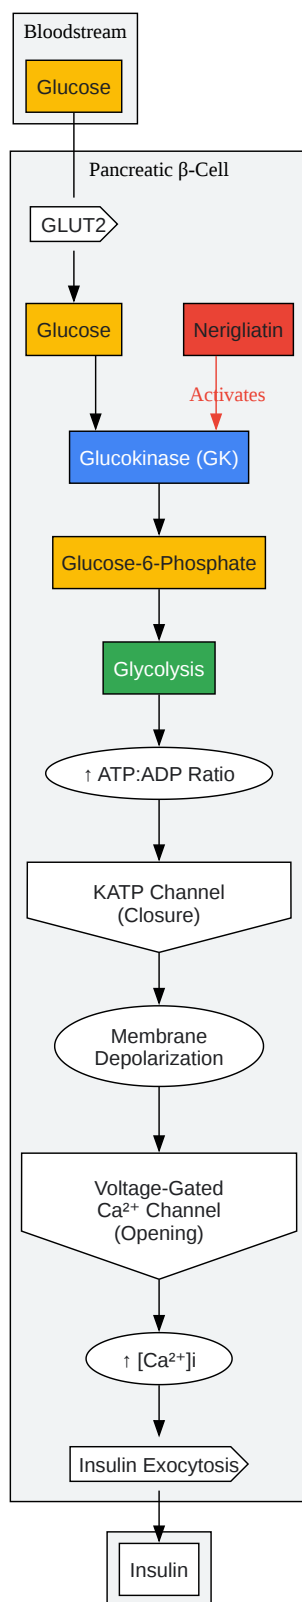 Bloodstream
Glucose
Pancreatic β-Cell
GLUT2
Glucose
Nerigliatin
Activates
Glucokinase (GK)
Glucose-6-Phosphate
Glycolysis
↑ ATP:ADP Ratio
KATP Channel
(Closure)
Membrane
Depolarization
Voltage-Gated
Ca²⁺ Channel
(Opening)
↑ [Ca²⁺]i
Insulin Exocytosis
Insulin